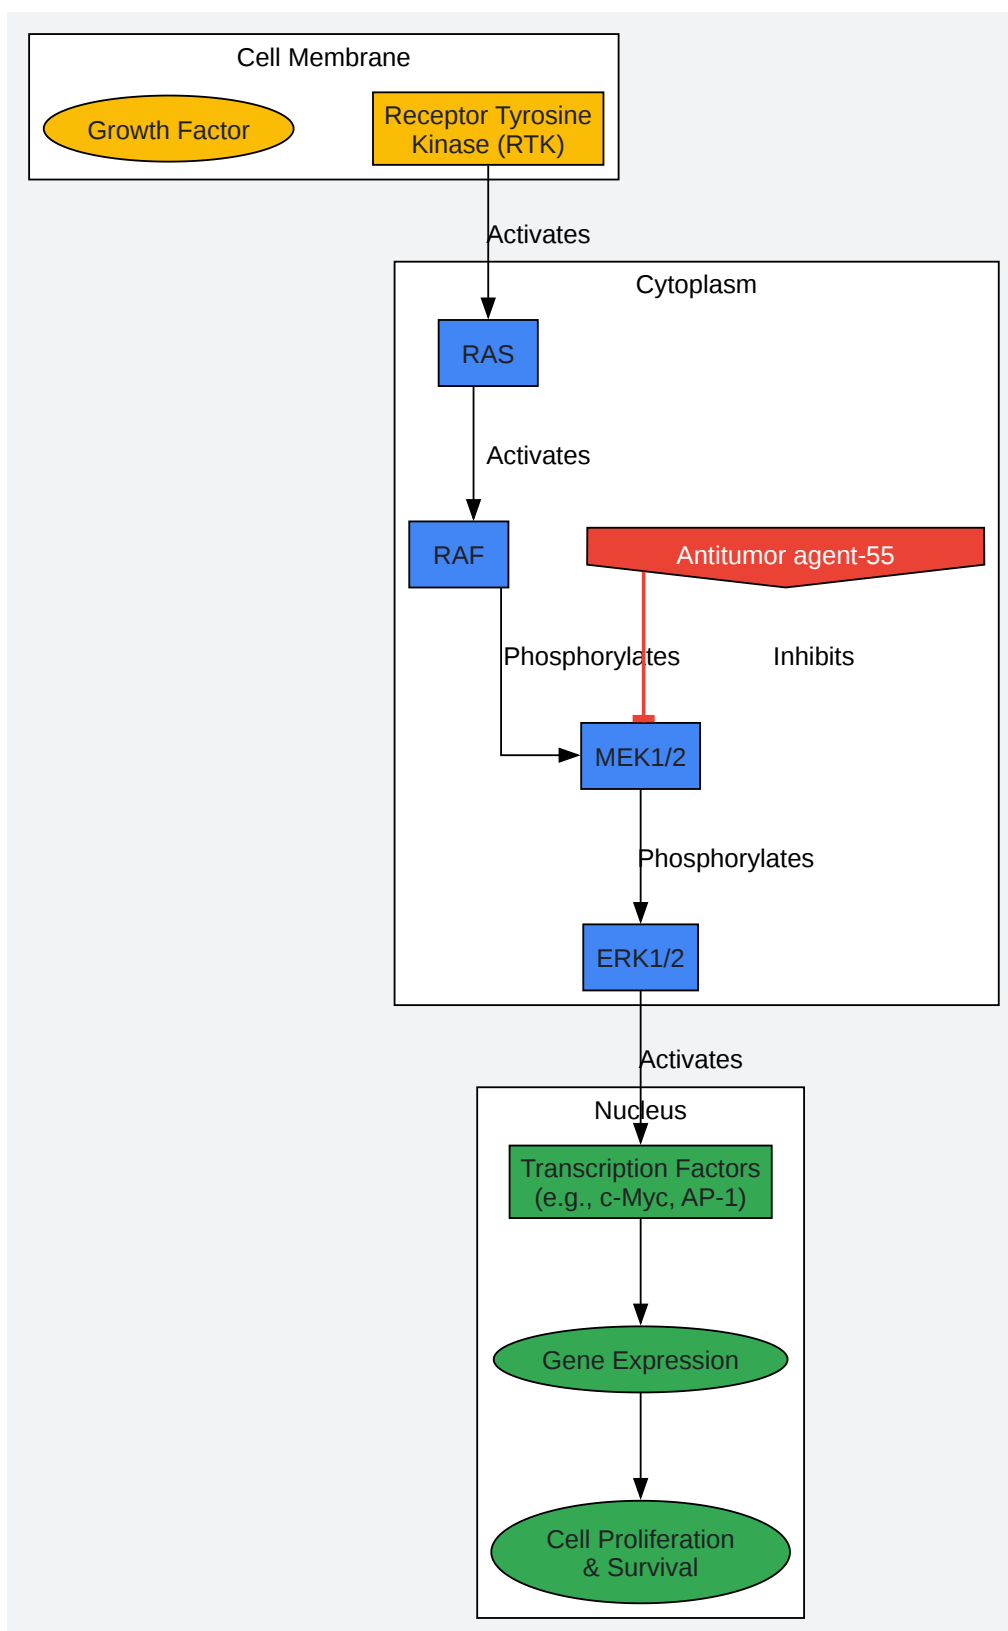 Cell Membrane
Growth Factor
Receptor Tyrosine
Kinase (RTK)
Activates
Cytoplasm
RAS
Activates
RAF
Antitumor agent-55
Phosphorylates
Inhibits
MEK1/2
Phosphorylates
ERK1/2
Activates
Nucleus
Transcription Factors
(e.g., c-Myc, AP-1)
Gene Expression
Cell Proliferation
& Survival